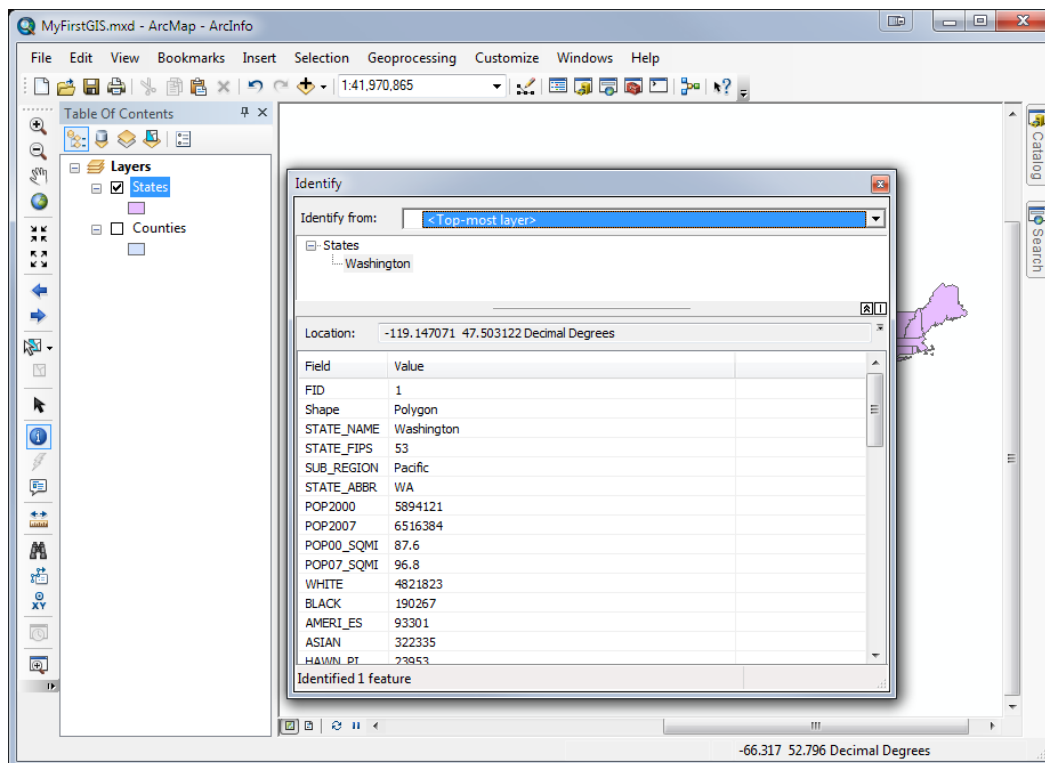 MyFirstGIS.mxd - ArcMap - ArcInfo
File Edit View Bookmarks Insert Selection Geoprocessing Customize Windows Help
1:41,970,865
Table Of Contents
Layers
States
Counties
Identify
Identify from: <Top-most layer>
States
Washington
Location: -119.147071 47.503122 Decimal Degrees
Field Value
FID 1
Shape Polygon
STATE_NAME Washington
STATE_FIPS 53
SUB_REGION Pacific
STATE_ABBR WA
POP2000 5894121
POP2007 6516384
POP00_SQMI 87.6
POP07_SQMI 96.8
WHITE 4821823
BLACK 190267
AMERI_ES 93301
ASIAN 322335
HAWN_PI 23953
Identified 1 feature
Catalog
Search
XY
-66.317 52.796 Decimal Degrees